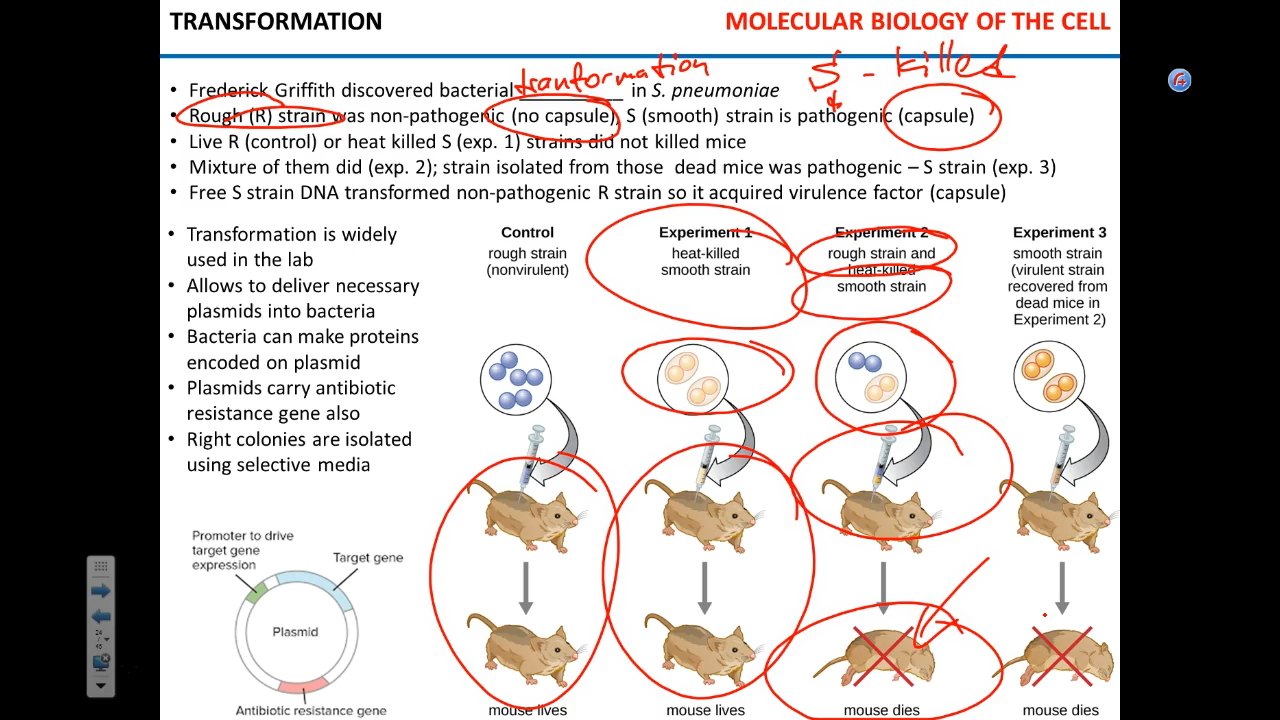 TRANSFORMATION
MOLECULAR BIOLOGY OF THE CELL
S - killed
tranformation
• Frederick Griffith discovered bacterial ____________ in S. pneumoniae
• Rough (R) strain was non-pathogenic (no capsule), S (smooth) strain is pathogenic (capsule)
• Live R (control) or heat killed S (exp. 1) strains did not killed mice
• Mixture of them did (exp. 2); strain isolated from those dead mice was pathogenic – S strain (exp. 3)
• Free S strain DNA transformed non-pathogenic R strain so it acquired virulence factor (capsule)
• Transformation is widely
used in the lab
• Allows to deliver necessary
plasmids into bacteria
• Bacteria can make proteins
encoded on plasmid
• Plasmids carry antibiotic
resistance gene also
• Right colonies are isolated
using selective media
Promoter to drive
target gene
expression
Target gene
Plasmid
Antibiotic resistance gene
Control
rough strain
(nonvirulent)
mouse lives
Experiment 1
heat-killed
smooth strain
mouse lives
Experiment 2
rough strain and
heat-killed
smooth strain
mouse dies
Experiment 3
smooth strain
(virulent strain
recovered from
dead mice in
Experiment 2)
mouse dies
24
/